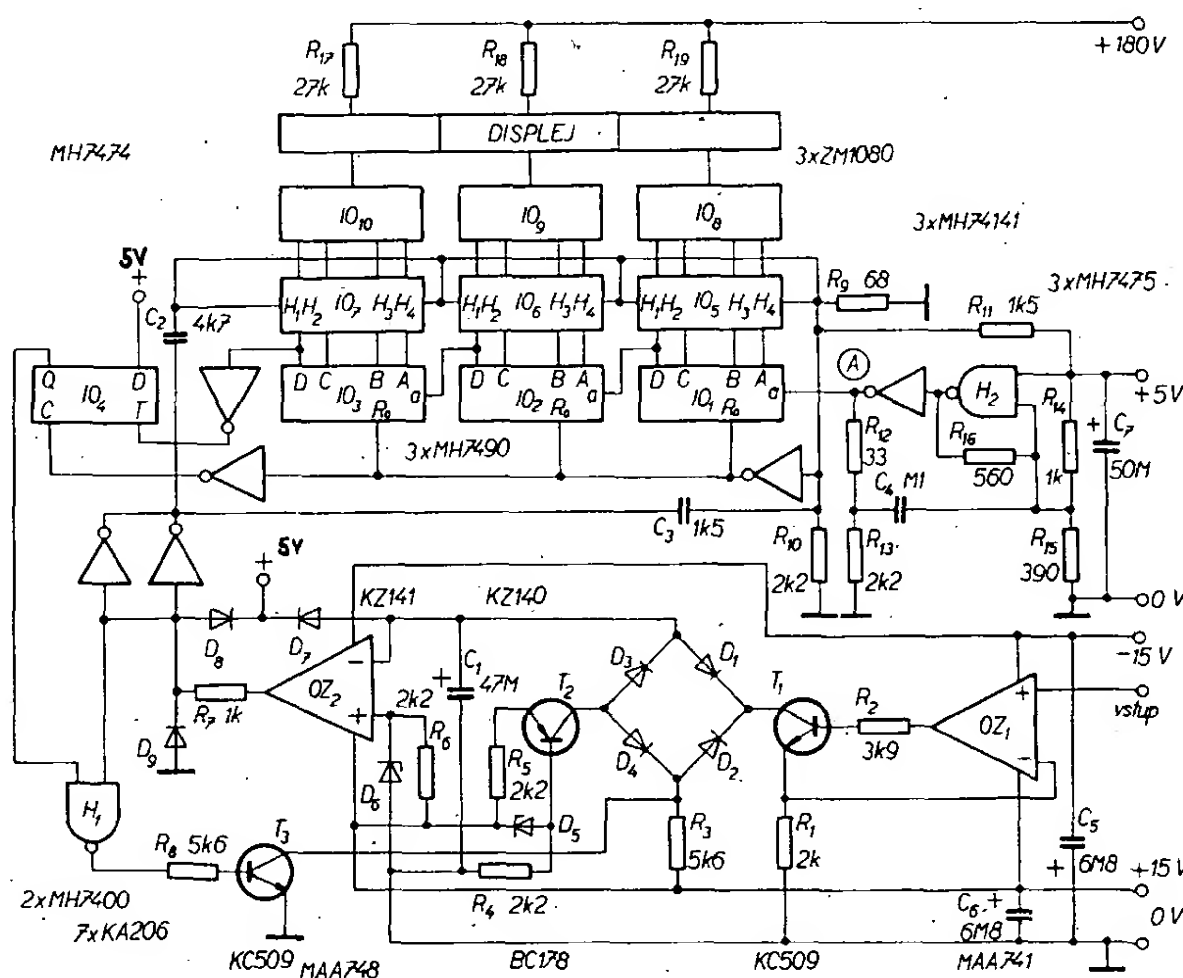 +180V
R17 27k
R18 27k
R19 27k
DISPLEJ
MH7474
3xZM1080
IO10
IO9
IO8
3xMH74141
5V
+
H1H2 IO7 H3H4
H1H2 IO6 H3H4
H1H2 IO5 H3H4
R9 68
3xMH7475
R11 1k5
C2 4k7
Q D
IO4
C T
D C B A
IO3 R0 a
D C B A
IO2 R0 a
D C B A
IO1 R0 a
A
H2
R14 1k
+5V
+ C7 50M
R12 33
R16 560
3xMH7490
C4 M1
C3 1k5
R10 2k2
R13 2k2
R15 390
0V
5V
+
KZ141
KZ140
-15V
D8
D7
C1 + 47M
D3
D1
T2
T1
R2 3k9
+
OZ1
-
vstup
R7 1k
OZ2
-
+
2k2
R6
D9
D6
R5 2k2
D5
D4
D2
H1
R8 5k6
T3
R3 5k6
R1 2k
C5 + 6M8
+15V
R4 2k2
C6 + 6M8
0V
2xMH7400
7xKA206
KC509
MAA748
BC178
KC509
MAA741